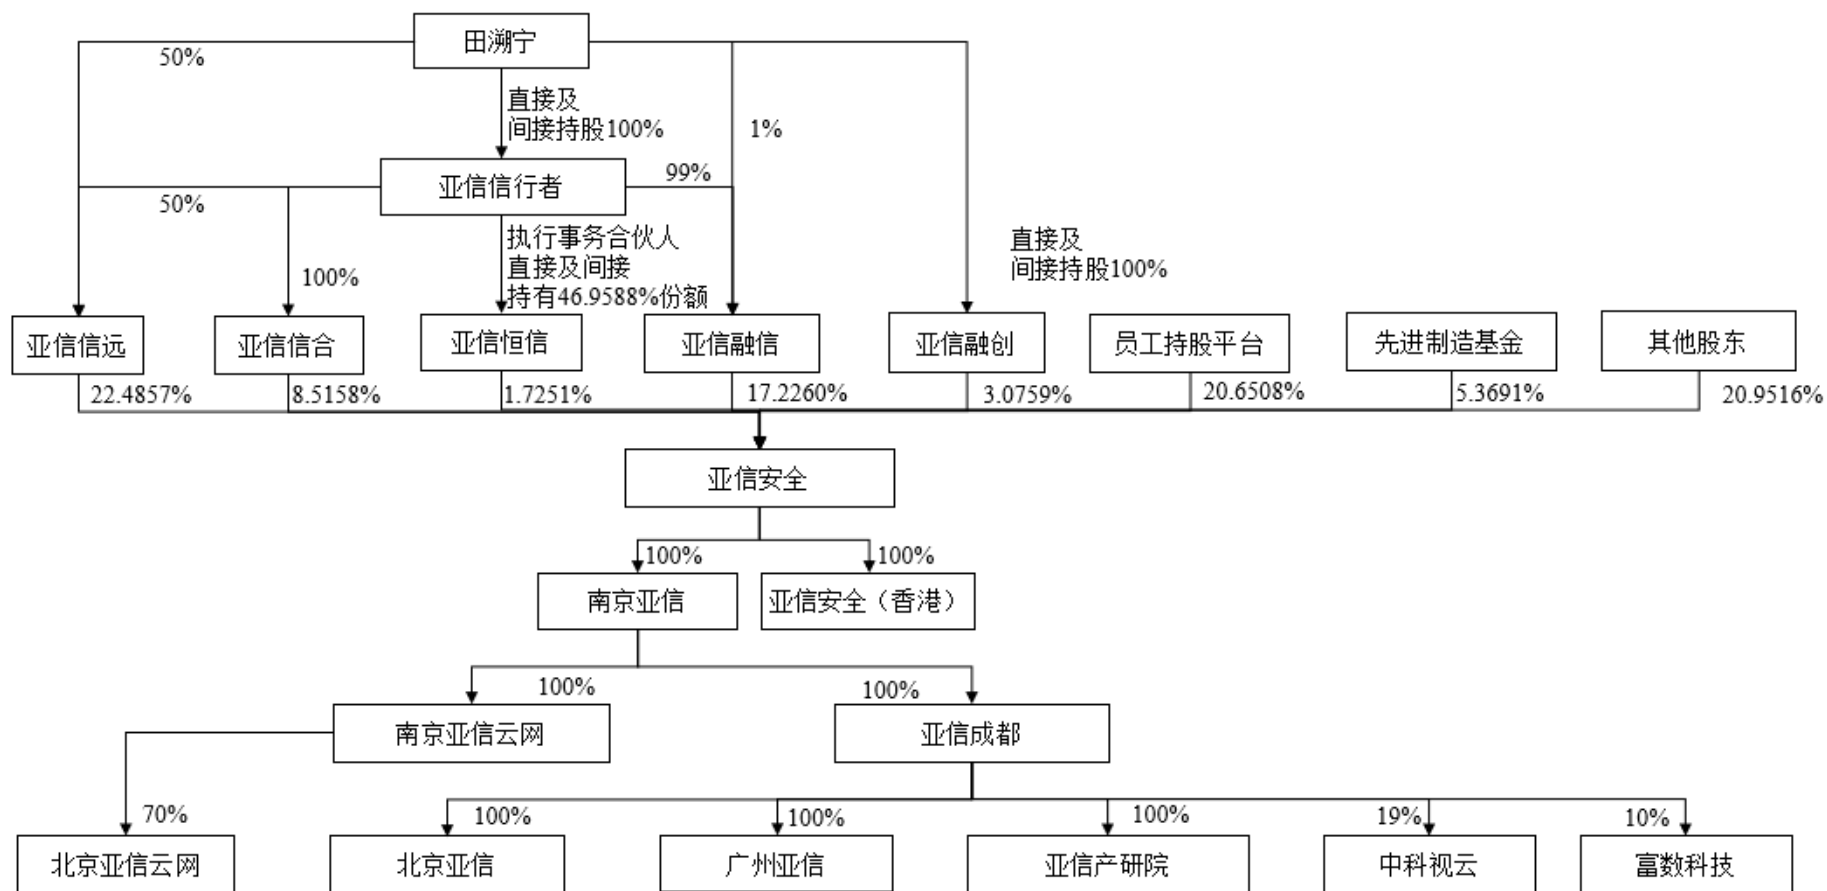 田溯宁
50%
直接及
间接持股100%
1%
亚信信行者
99%
50%
100%
执行事务合伙人
直接及间接
持有46.9588%份额
直接及
间接持股100%
亚信信远
亚信信合
亚信恒信
亚信融信
亚信融创
员工持股平台
先进制造基金
其他股东
22.4857%
8.5158%
1.7251%
17.2260%
3.0759%
20.6508%
5.3691%
20.9516%
亚信安全
100%
100%
南京亚信
亚信安全（香港）
100%
100%
南京亚信云网
亚信成都
70%
100%
100%
100%
19%
10%
北京亚信云网
北京亚信
广州亚信
亚信产研院
中科视云
富数科技